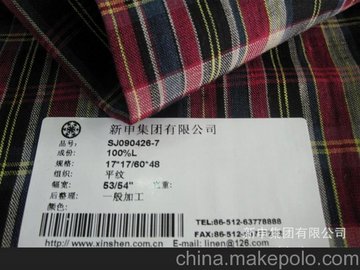 新申集团有限公司
品号: SJ090426-7
成份: 100%L
规格: 17*17/60*48
组织: 平纹
幅宽: 53/54" 克重:
后整理: 一般加工
颜色:
TEL:86-512-63778888
FAX:86-512-
http://www.xinshen.com.cn E-mail: linen@126.com
新申集团有限公司
china.makepolo.com